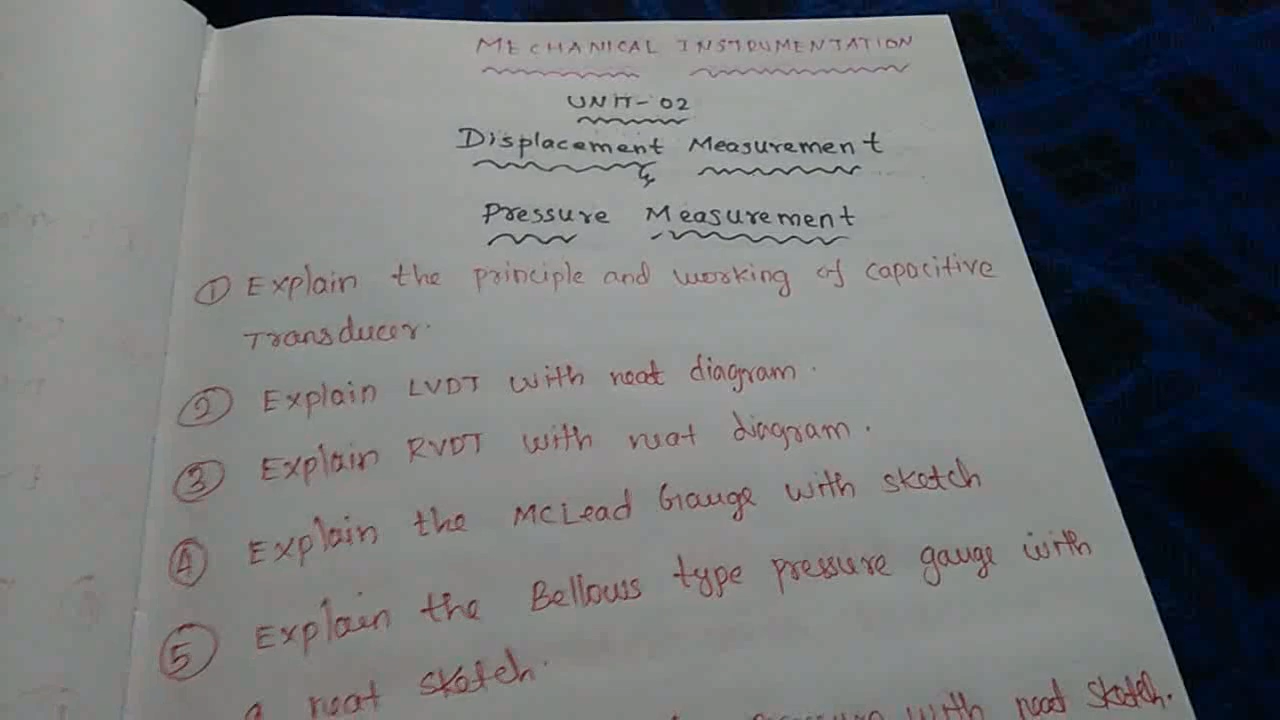 MECHANICAL INSTRUMENTATION
UNIT-02
Displacement Measurement
&
Pressure Measurement
① Explain the principle and working of capacitive
Transducer.
② Explain LVDT with neat diagram.
③ Explain RVDT with neat diagram.
④ Explain the McLead Gauge with sketch
⑤ Explain the Bellows type pressure gauge with
a neat sketch.
with neat sketch.